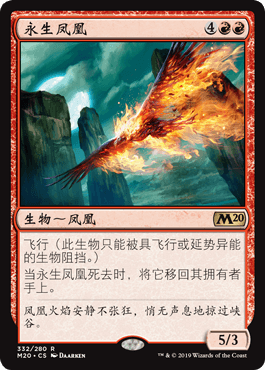 永生凤凰 4
生物～凤凰 M20
飞行（此生物只能被具飞行或延势异能
的生物阻挡。）
当永生凤凰死去时，将它移回其拥有者
手上。
凤凰火焰安静不张狂，悄无声息地掠过峡
谷。
5/3
332/280 R
M20 • CS DAARKEN
™ & © 2019 Wizards of the Coast